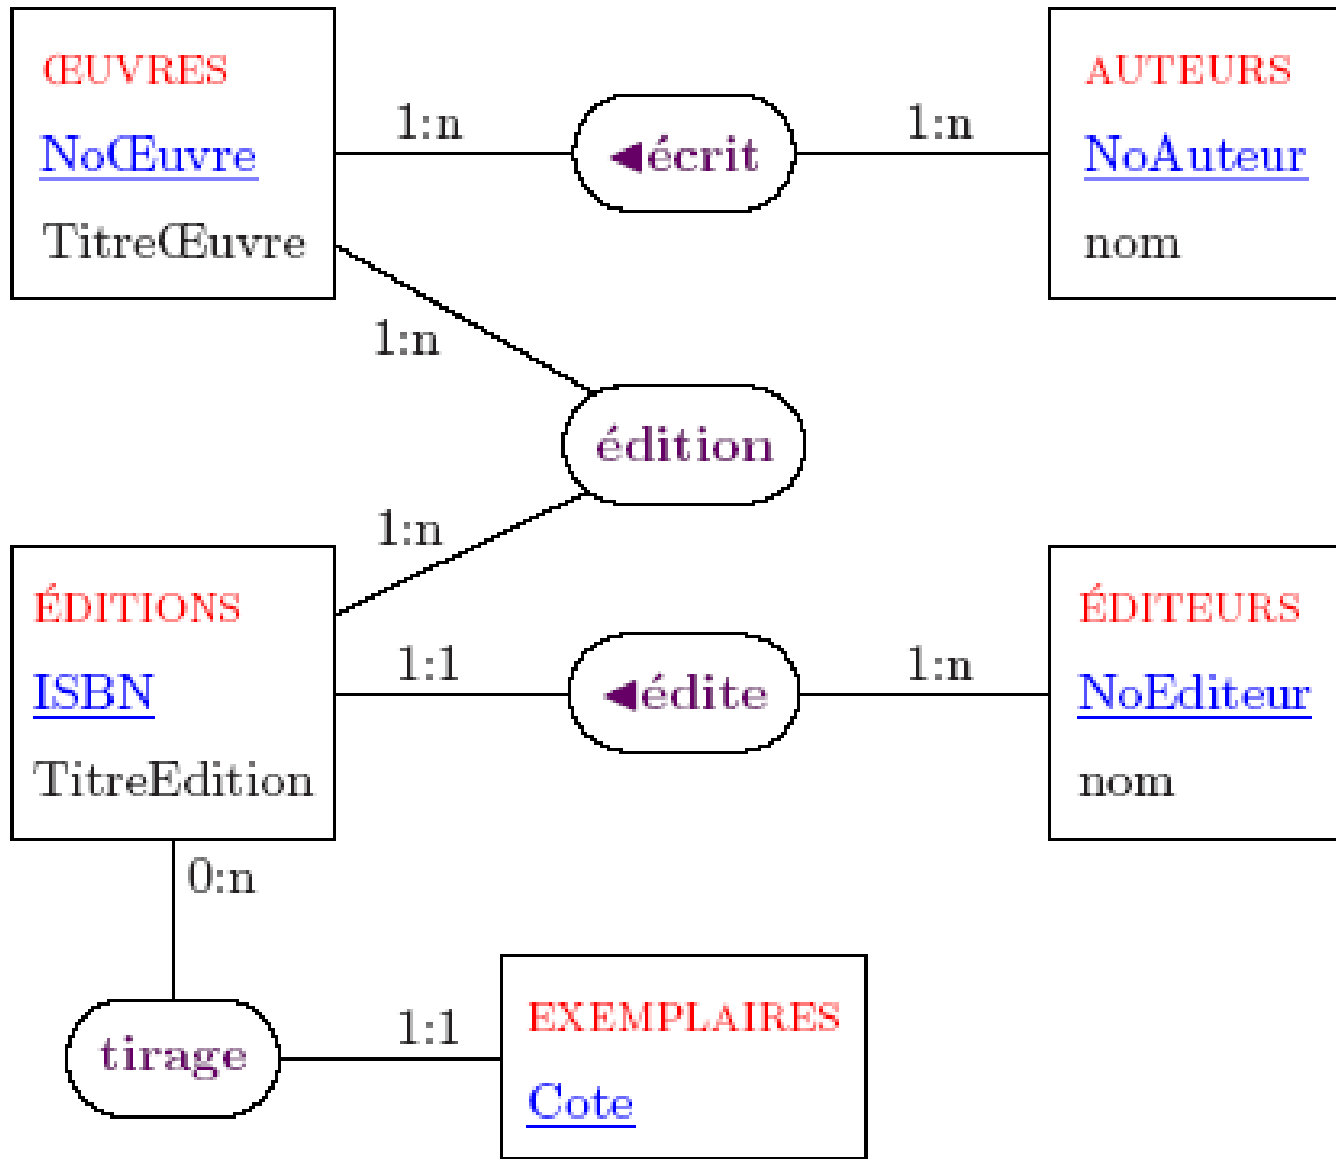 ŒUVRES
NoŒuvre
TitreŒuvre
1:n
◀écrit
1:n
AUTEURS
NoAuteur
nom
1:n
édition
1:n
ÉDITIONS
ISBN
TitreEdition
1:1
◀édite
1:n
ÉDITEURS
NoEditeur
nom
0:n
tirage
1:1
EXEMPLAIRES
Cote